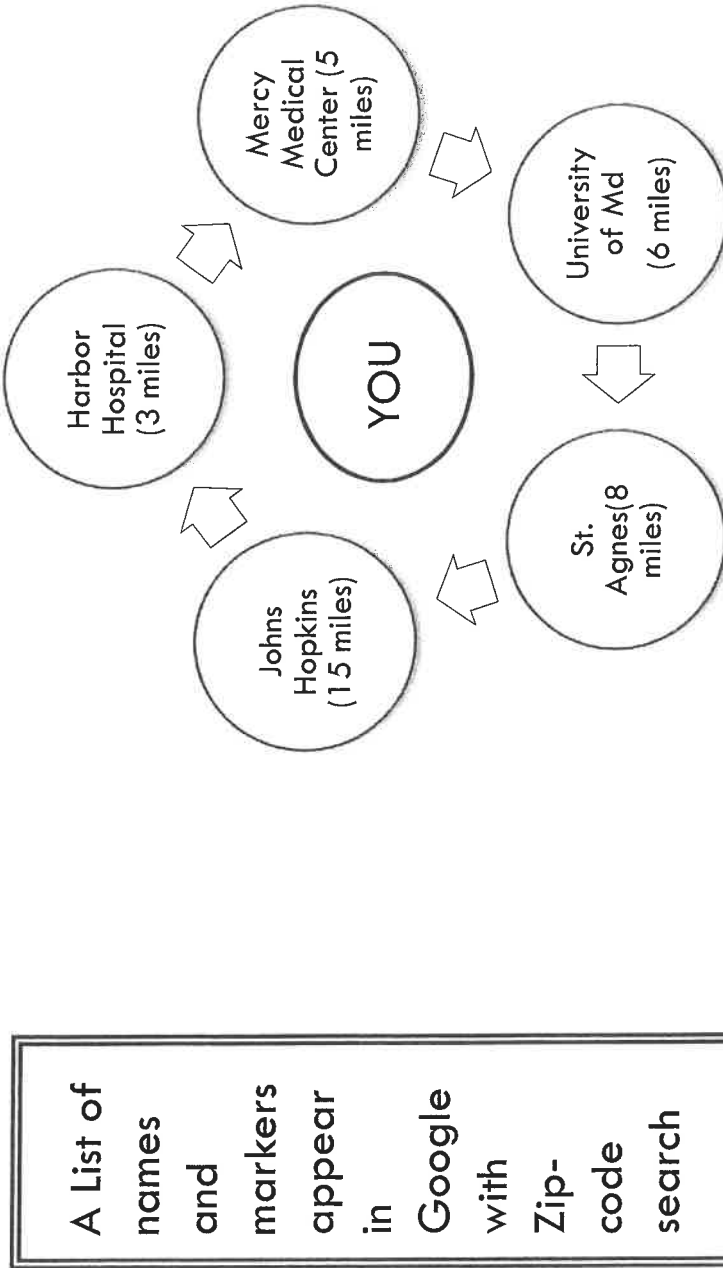 A List of
names
and
markers
appear
in
Google
with
Zip-
code
search
Harbor
Hospital
(3 miles)
Mercy
Medical
Center (5
miles)
University
of Md
(6 miles)
St.
Agnes(8
miles)
Johns
Hopkins
(15 miles)
YOU